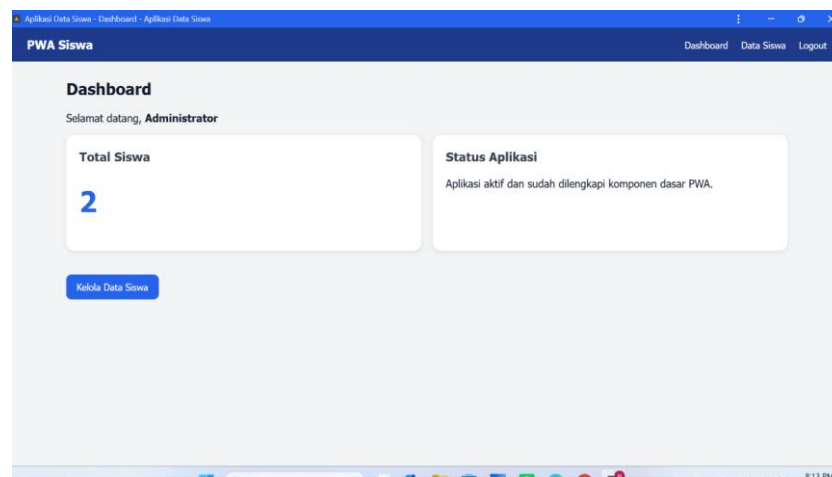 Aplikasi Data Siswa - Dashboard - Aplikasi Data Siswa
PWA Siswa
Dashboard Data Siswa Logout
Dashboard
Selamat datang, Administrator
Total Siswa
2
Status Aplikasi
Aplikasi aktif dan sudah dilengkapi komponen dasar PWA.
Kelola Data Siswa